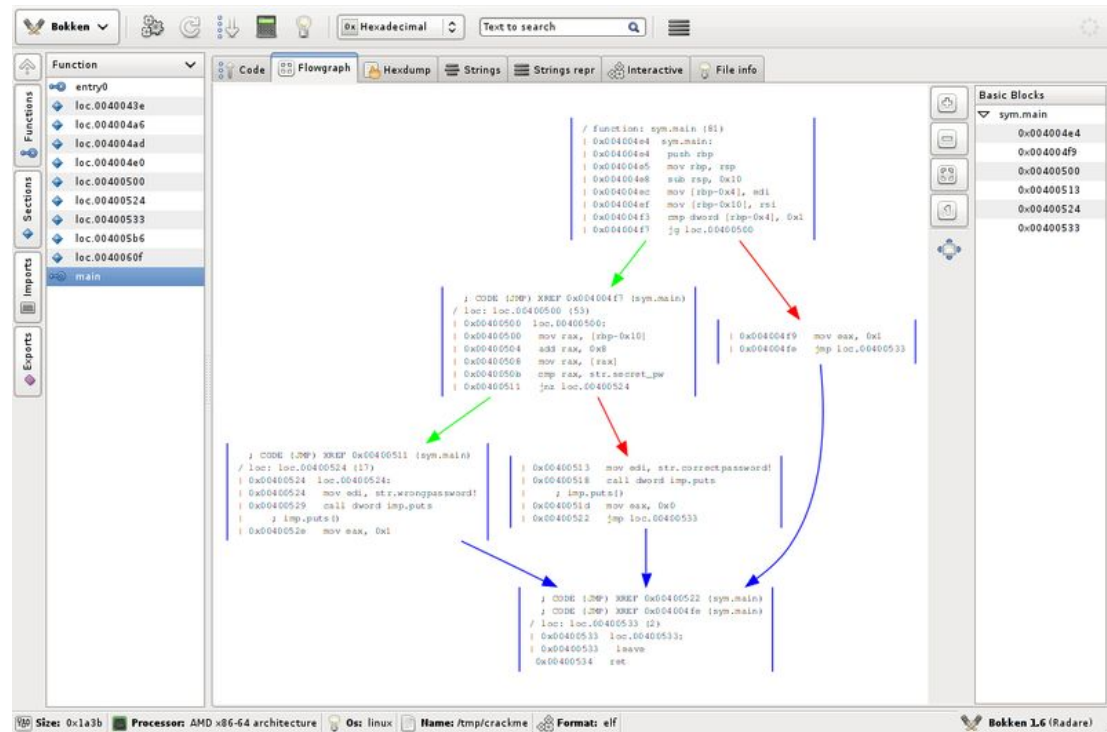 Bokken
0x Hexadecimal
Text to search
Function
Code
Flowgraph
Hexdump
Strings
Strings repr
Interactive
File info
Functions
Sections
Imports
Exports
entry0
loc.0040043e
loc.004004a6
loc.004004ad
loc.004004e0
loc.00400500
loc.00400524
loc.00400533
loc.004005b6
loc.0040060f
main
/ function: sym.main (81)
| 0x004004e4 sym.main:
| 0x004004e4 push rbp
| 0x004004e5 mov rbp, rsp
| 0x004004e8 sub rsp, 0x10
| 0x004004ec mov [rbp-0x4], edi
| 0x004004ef mov [rbp-0x10], rsi
| 0x004004f3 cmp dword [rbp-0x4], 0x1
| 0x004004f7 jg loc.00400500
; CODE (JMP) XREF 0x004004f7 (sym.main)
/ loc: loc.00400500 (53)
| 0x00400500 loc.00400500:
| 0x00400500 mov rax, [rbp-0x10]
| 0x00400504 add rax, 0x8
| 0x00400508 mov rax, [rax]
| 0x0040050b cmp rax, str.secret_pw
| 0x00400511 jnz loc.00400524
| 0x004004f9 mov eax, 0x1
| 0x004004fe jmp loc.00400533
; CODE (JMP) XREF 0x00400511 (sym.main)
/ loc: loc.00400524 (17)
| 0x00400524 loc.00400524:
| 0x00400524 mov edi, str.wrongpassword!
| 0x00400529 call dword imp.puts
| ; imp.puts()
| 0x0040052e mov eax, 0x1
| 0x00400513 mov edi, str.correctpassword!
| 0x00400518 call dword imp.puts
| ; imp.puts()
| 0x0040051d mov eax, 0x0
| 0x00400522 jmp loc.00400533
; CODE (JMP) XREF 0x00400522 (sym.main)
; CODE (JMP) XREF 0x004004fe (sym.main)
/ loc: loc.00400533 (2)
| 0x00400533 loc.00400533:
| 0x00400533 leave
0x00400534 ret
Basic Blocks
sym.main
0x004004e4
0x004004f9
0x00400500
0x00400513
0x00400524
0x00400533
Size: 0x1a3b Processor: AMD x86-64 architecture Os: linux Name: /tmp/crackme Format: elf
Bokken 1.6 (Radare)